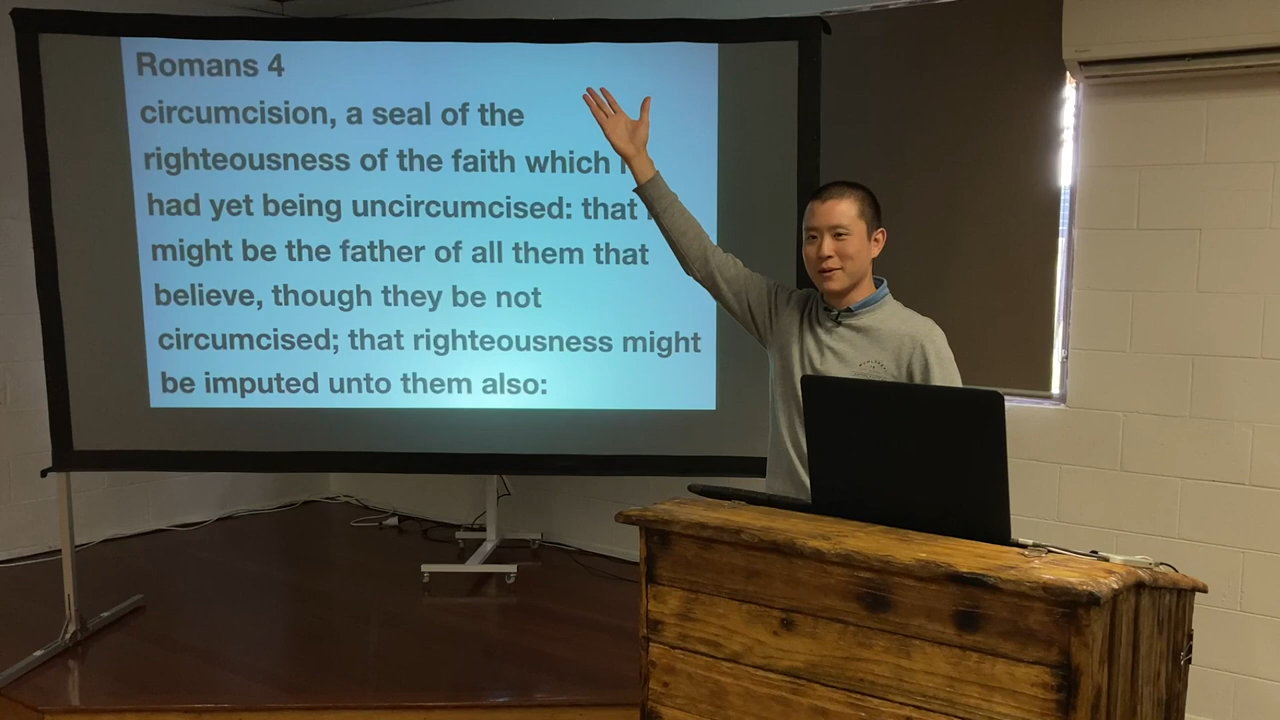 Romans 4
circumcision, a seal of the
righteousness of the faith which
had yet being uncircumcised: that
might be the father of all them that
believe, though they be not
circumcised; that righteousness might
be imputed unto them also: